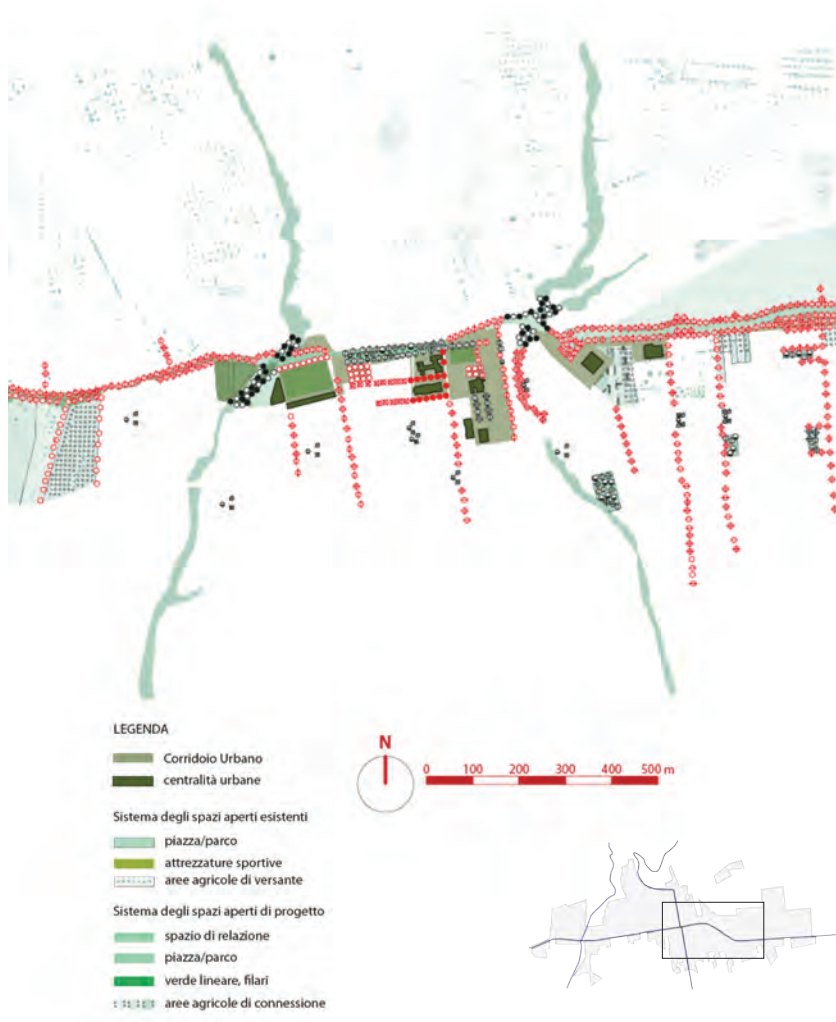 LEGENDA
Corridoio Urbano
centralità urbane
Sistema degli spazi aperti esistenti
piazza/parco
attrezzature sportive
aree agricole di versante
Sistema degli spazi aperti di progetto
spazio di relazione
piazza/parco
verde lineare, filari
aree agricole di connessione
N
0 100 200 300 400 500 m